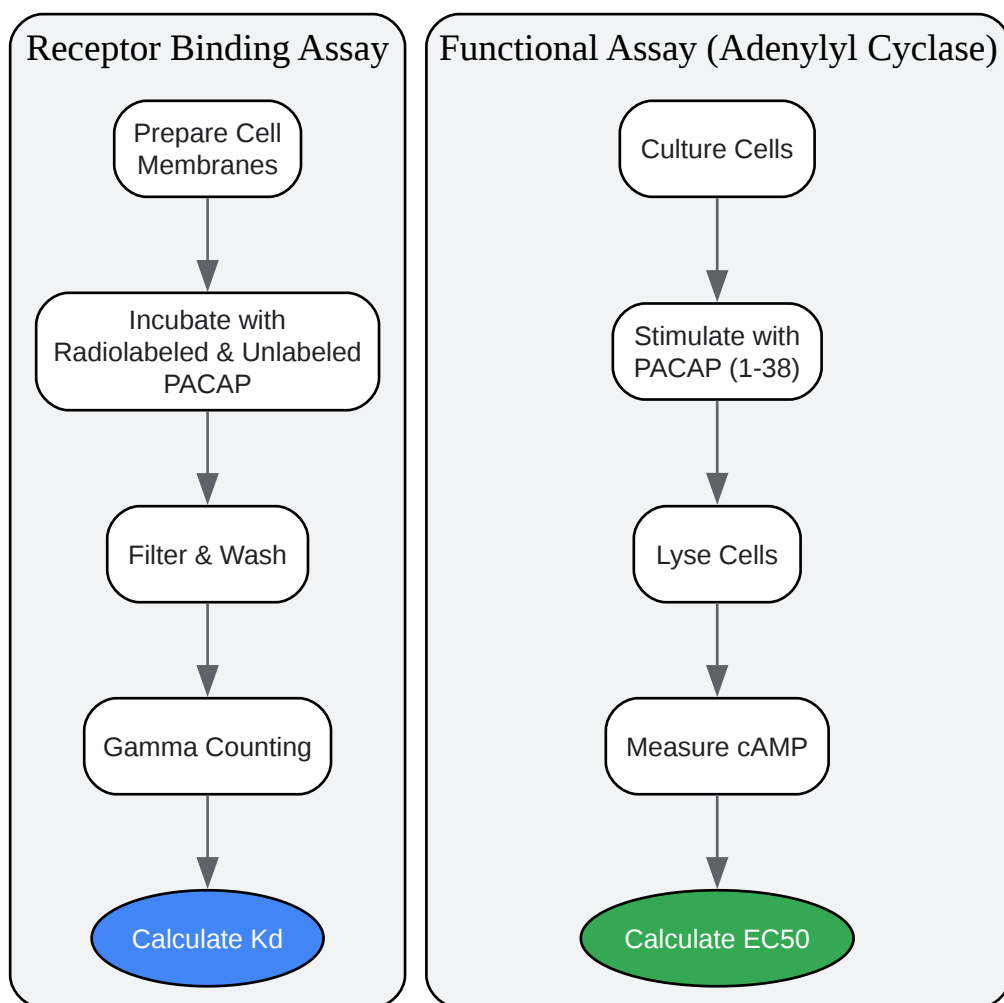 Receptor Binding Assay
Prepare Cell
Membranes
Incubate with
Radiolabeled & Unlabeled
PACAP
Filter & Wash
Gamma Counting
Calculate Kd
Functional Assay (Adenylyl Cyclase)
Culture Cells
Stimulate with
PACAP (1-38)
Lyse Cells
Measure cAMP
Calculate EC50